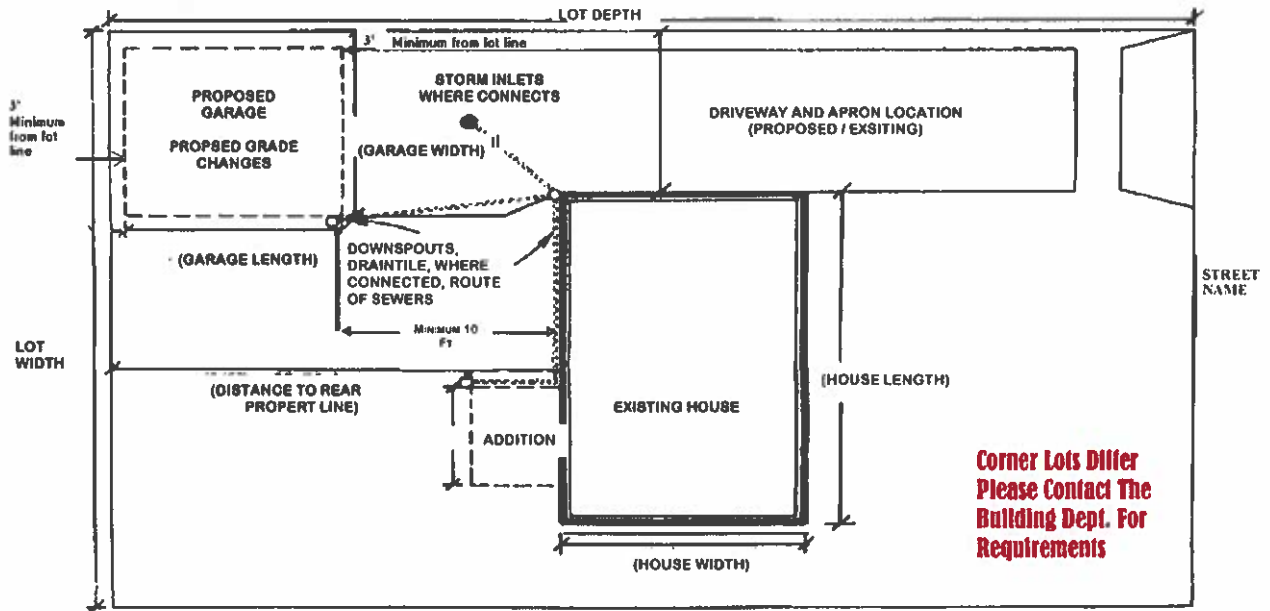 LOT DEPTH
3' Minimum from lot line
STORM INLETS
WHERE CONNECTS
PROPOSED
GARAGE
PROPSED GRADE
CHANGES
3'
Minimum
from lot
line
(GARAGE WIDTH)
DRIVEWAY AND APRON LOCATION
(PROPOSED / EXSITING)
(GARAGE LENGTH)
DOWNSPOUTS,
DRAINTILE, WHERE
CONNECTED, ROUTE
OF SEWERS
STREET
NAME
MINIMUM 10
FT
LOT
WIDTH
(DISTANCE TO REAR
PROPERT LINE)
ADDITION
EXISTING HOUSE
(HOUSE LENGTH)
Corner Lots Differ
Please Contact The
Building Dept. For
Requirements
(HOUSE WIDTH)